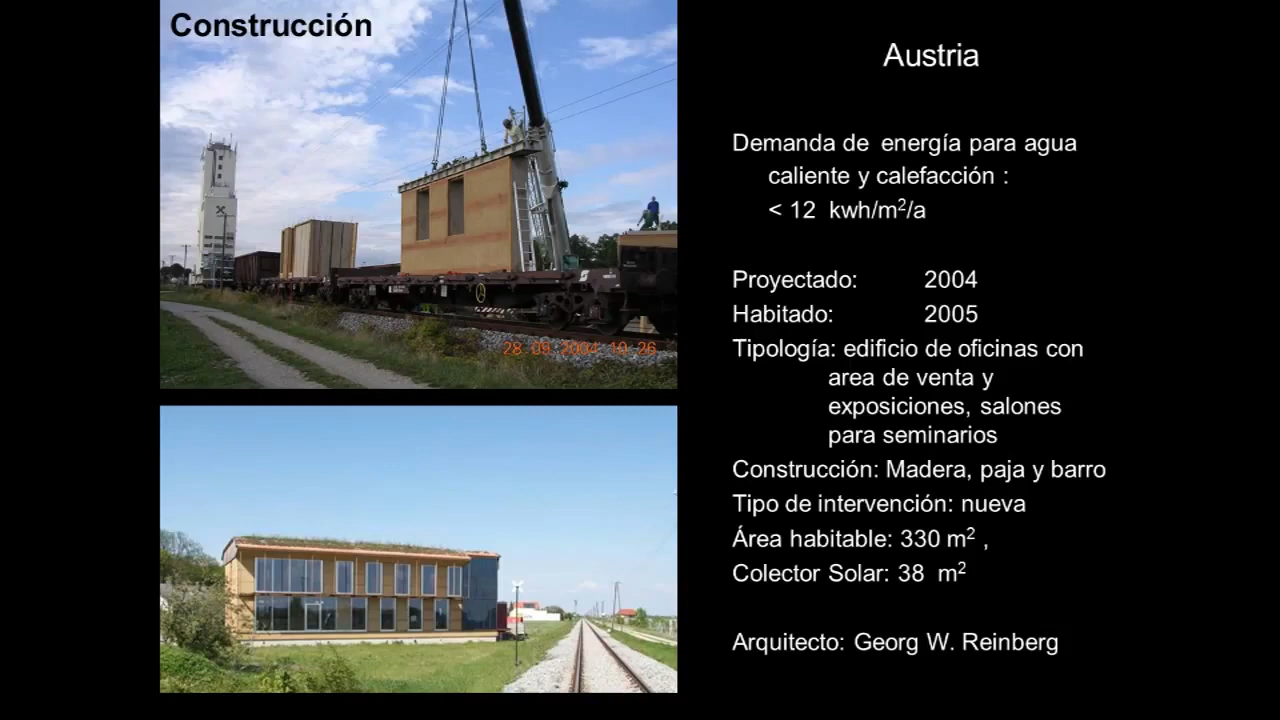 Construcción
28 09 2004 10 26
Austria
Demanda de energía para agua
caliente y calefacción :
< 12 kwh/m²/a
Proyectado: 2004
Habitado: 2005
Tipología: edificio de oficinas con
area de venta y
exposiciones, salones
para seminarios
Construcción: Madera, paja y barro
Tipo de intervención: nueva
Área habitable: 330 m² ,
Colector Solar: 38 m²
Arquitecto: Georg W. Reinberg